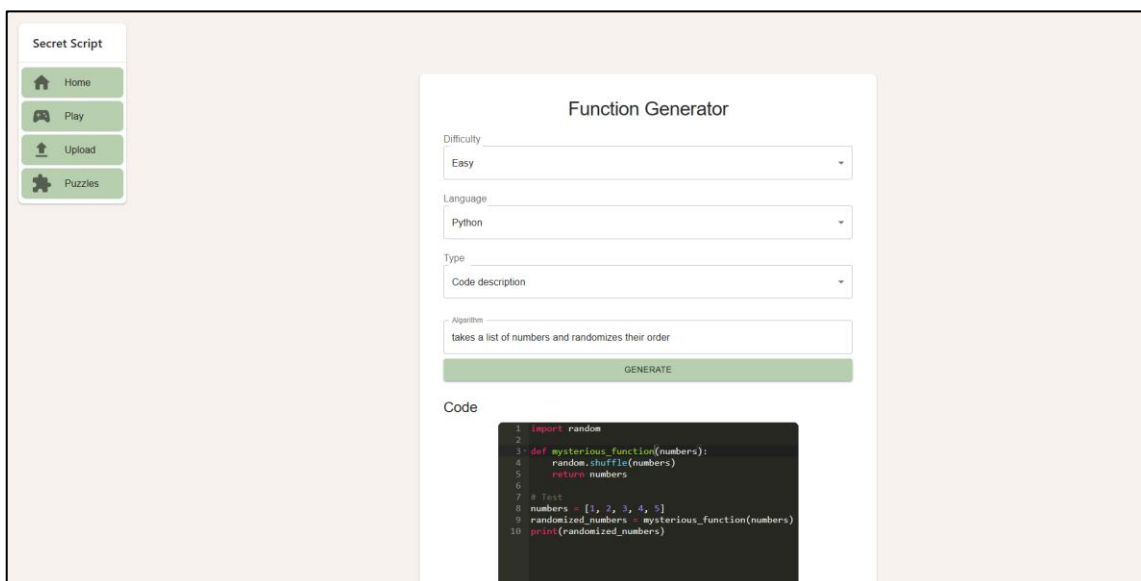 Secret Script
Home
Play
Upload
Puzzles
Function Generator
Difficulty
Easy
Language
Python
Type
Code description
Algorithm
takes a list of numbers and randomizes their order
GENERATE
Code
1 import random
2
3 def mysterious_function(numbers):
4     random.shuffle(numbers)
5     return numbers
6
7 # Test
8 numbers = [1, 2, 3, 4, 5]
9 randomized_numbers = mysterious_function(numbers)
10 print(randomized_numbers)